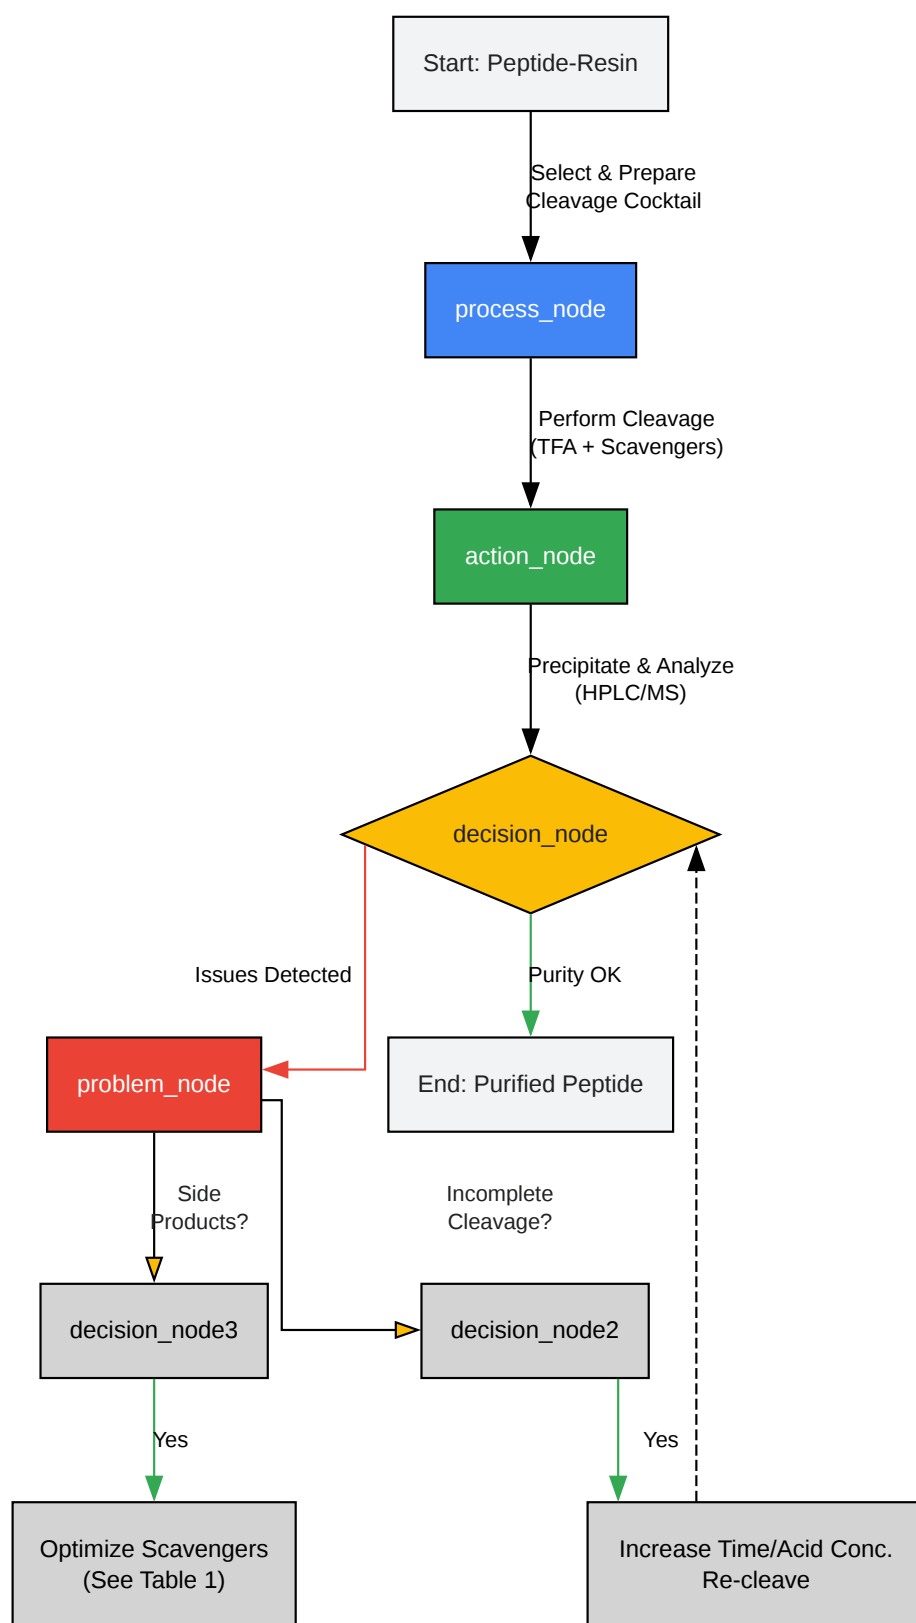 Start: Peptide-Resin
Select & Prepare
Cleavage Cocktail
process_node
Perform Cleavage
(TFA + Scavengers)
action_node
Precipitate & Analyze
(HPLC/MS)
decision_node
Issues Detected
Purity OK
problem_node
End: Purified Peptide
Side
Products?
Incomplete
Cleavage?
decision_node3
decision_node2
Yes
Yes
Optimize Scavengers
(See Table 1)
Increase Time/Acid Conc.
Re-cleave